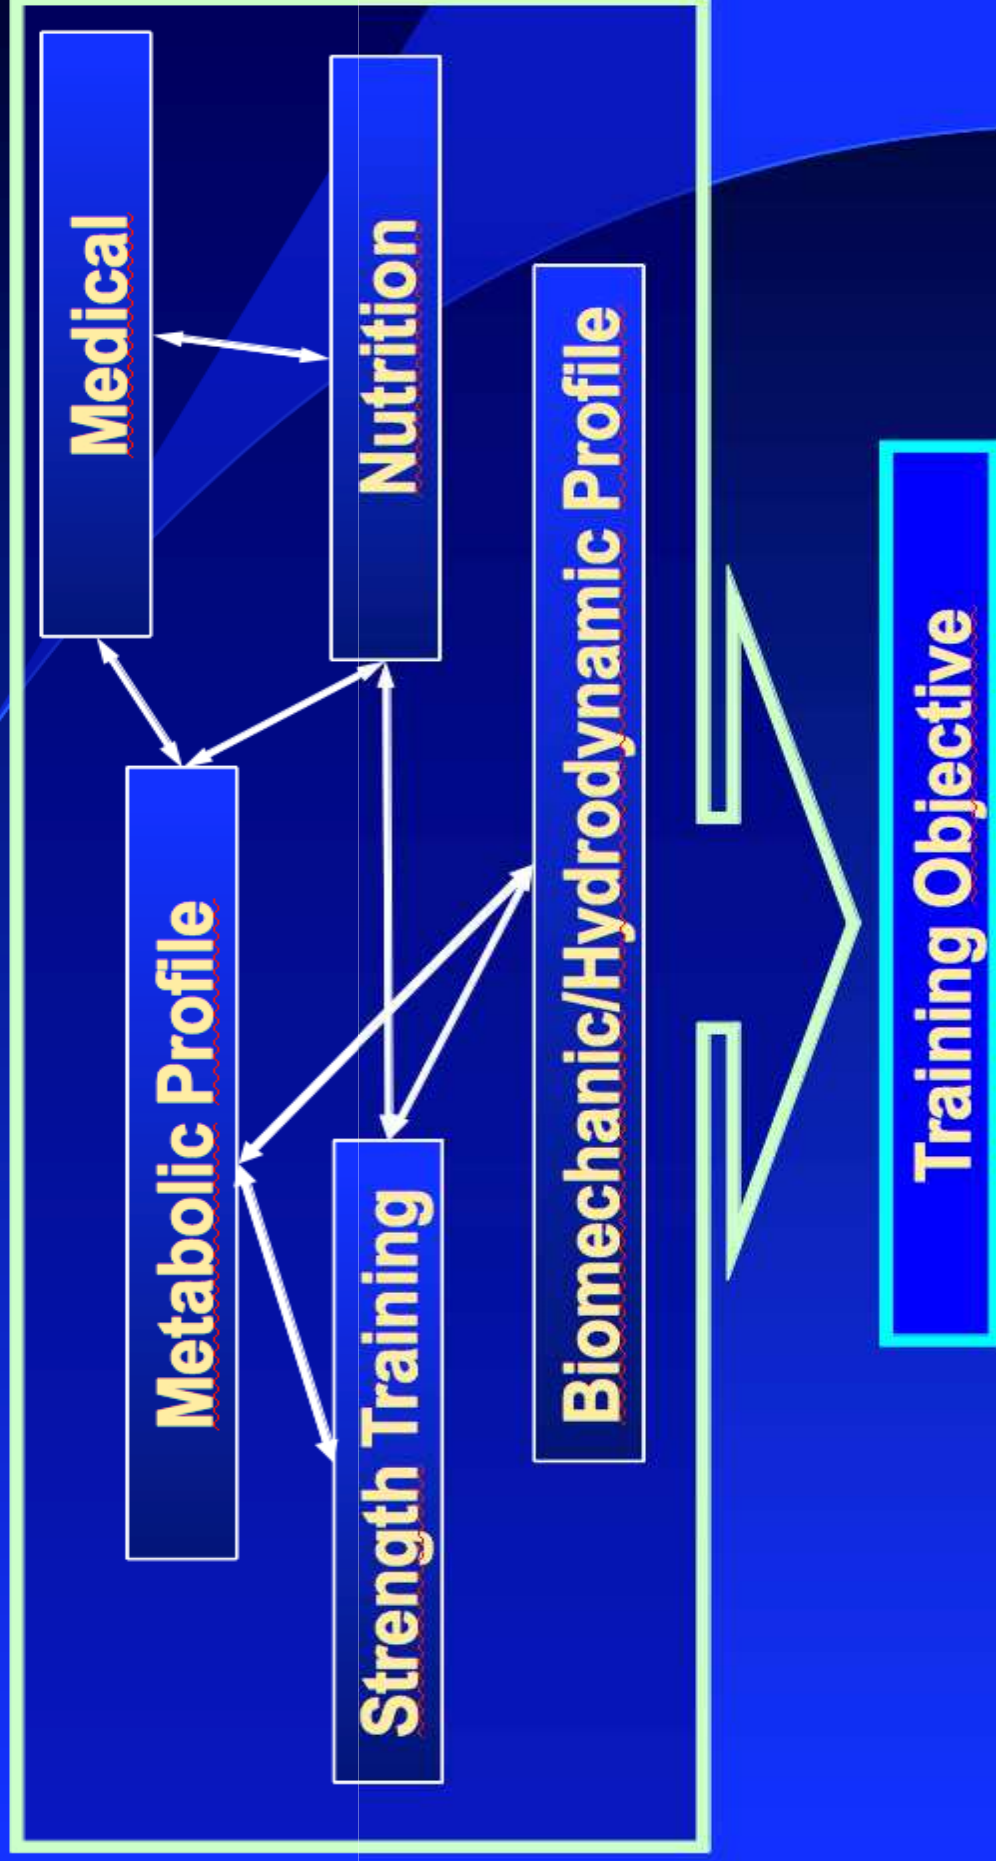 Medical
Metabolic Profile
Nutrition
Strength Training
Biomechanic/Hydrodynamic Profile
Training Objective